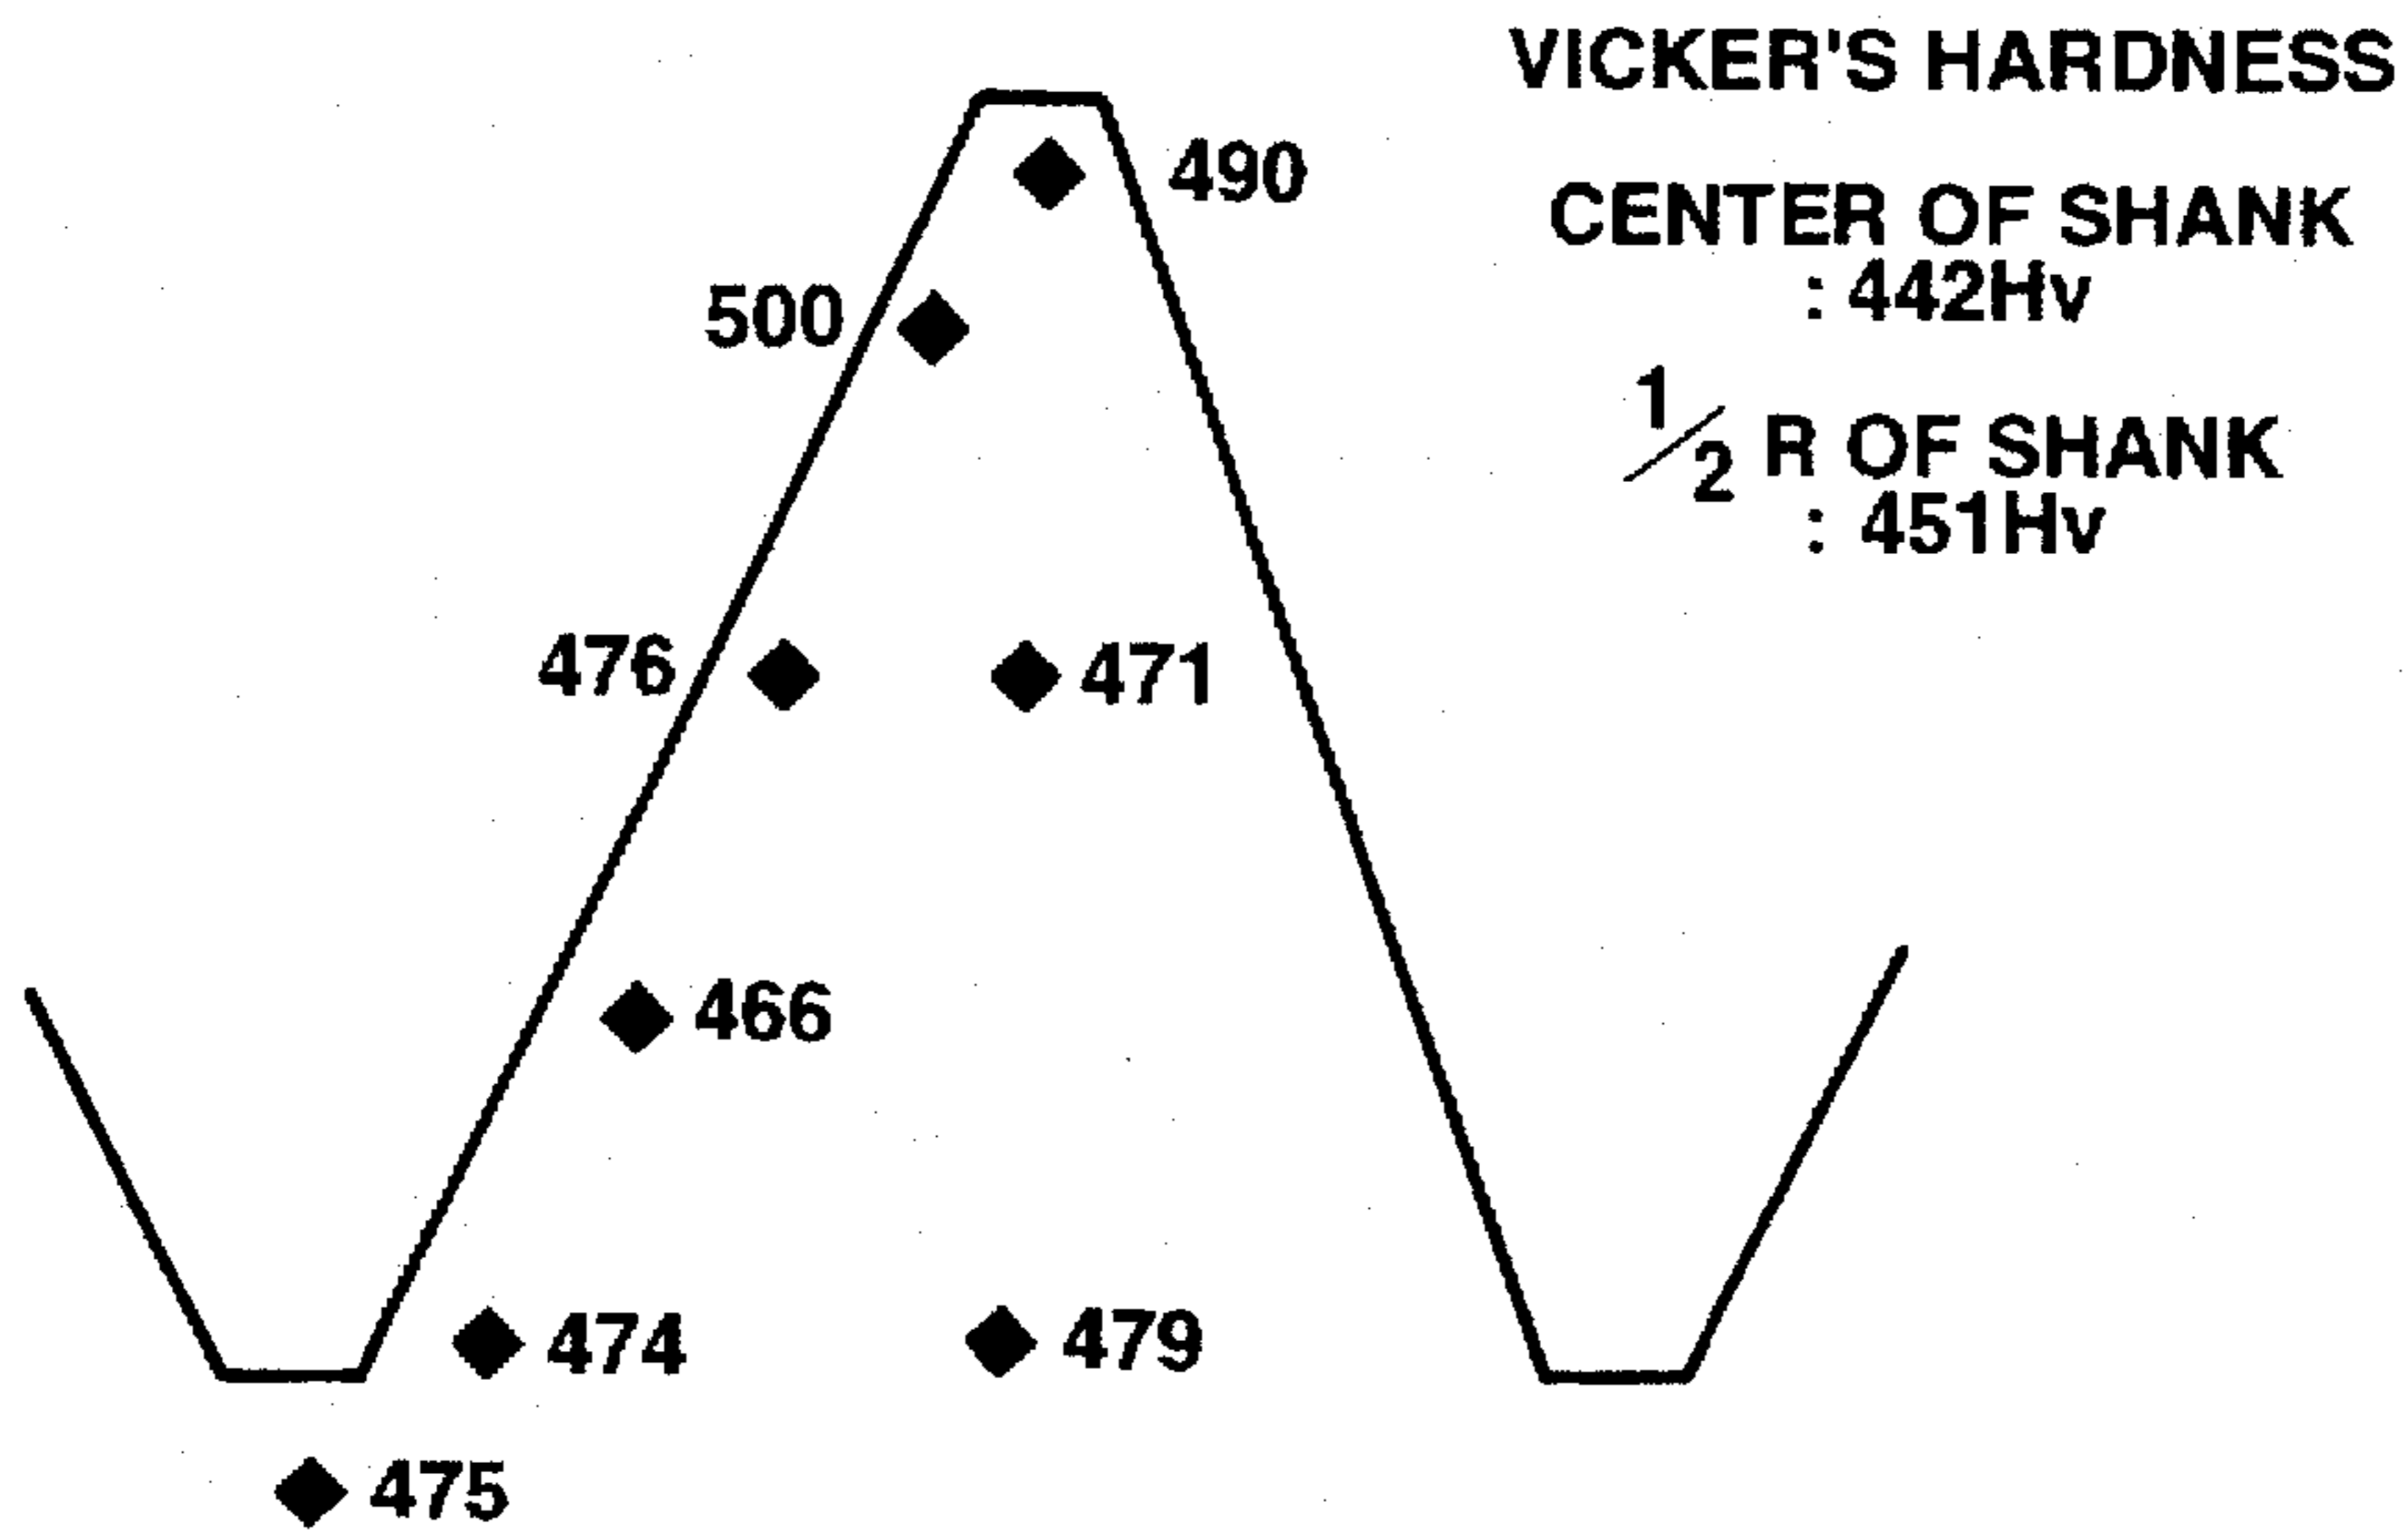 VICKER'S HARDNESS
490
CENTER OF SHANK
: 442Hv
500
1/2 R OF SHANK
: 451Hv
476
471
466
474
479
475